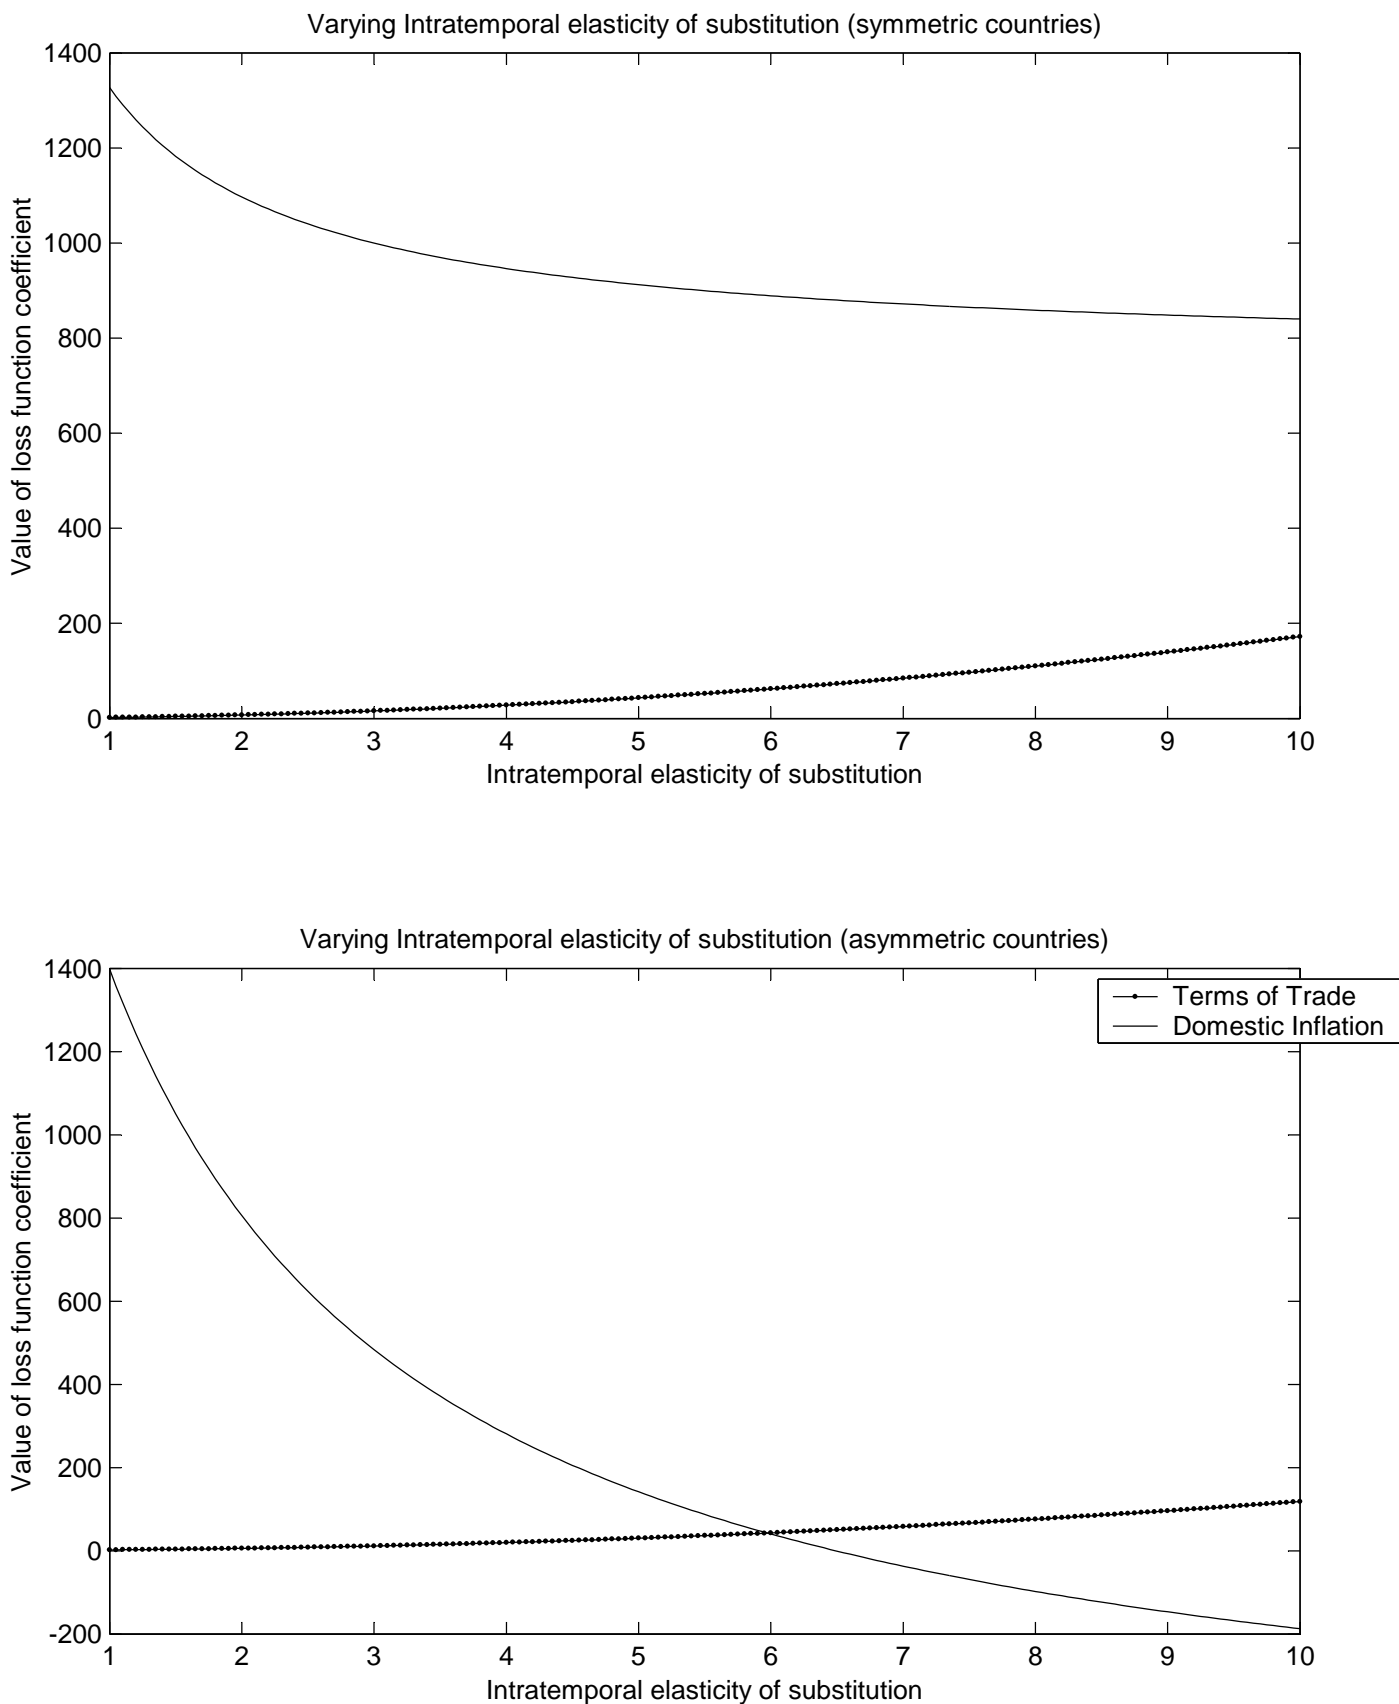 Varying Intratemporal elasticity of substitution (symmetric countries)
1400
1200
1000
800
600
400
200
0
Value of loss function coefficient
1 2 3 4 5 6 7 8 9 10
Intratemporal elasticity of substitution
Varying Intratemporal elasticity of substitution (asymmetric countries)
1400
1200
1000
800
600
400
200
0
-200
Value of loss function coefficient
Terms of Trade
Domestic Inflation
1 2 3 4 5 6 7 8 9 10
Intratemporal elasticity of substitution